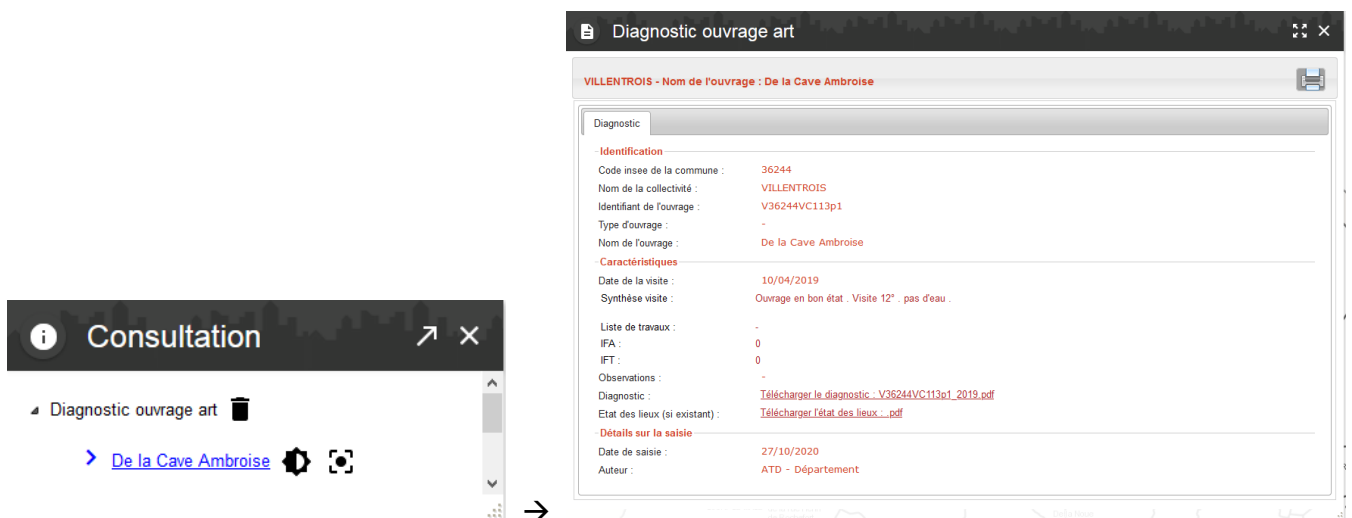 Consultation
Diagnostic ouvrage art
De la Cave Ambroise
→
Diagnostic ouvrage art
VILLENTROIS - Nom de l'ouvrage : De la Cave Ambroise
Diagnostic
Identification
Code insee de la commune : 36244
Nom de la collectivité : VILLENTROIS
Identifiant de l'ouvrage : V36244VC113p1
Type d'ouvrage : -
Nom de l'ouvrage : De la Cave Ambroise
Caractéristiques
Date de la visite : 10/04/2019
Synthése visite : Ouvrage en bon état . Visite 12° . pas d'eau .
Liste de travaux : -
IFA : 0
IFT : 0
Observations : -
Diagnostic : Télécharger le diagnostic : V36244VC113p1_2019.pdf
Etat des lieux (si existant) : Télécharger l'état des lieux : .pdf
Détails sur la saisie
Date de saisie : 27/10/2020
Auteur : ATD - Département